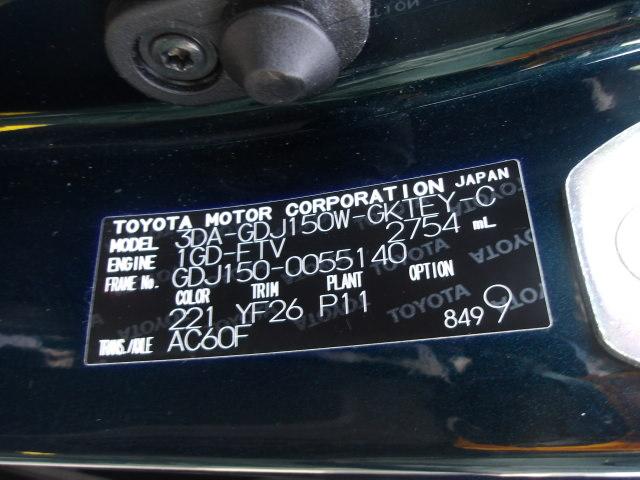 TOYOTA MOTOR CORPORATION JAPAN
MODEL 3DA-GDJ150W-GKTEY-C
ENGINE 1GD-FTV 2754 mL
FRAME No. GDJ150-0055140
COLOR TRIM PLANT OPTION
221 YF26 P11
TRANS./AXLE AC60F 849 9